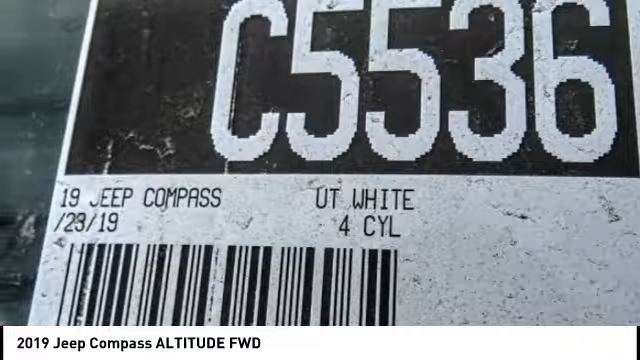 C5536
19 JEEP COMPASS UT WHITE
/23/19 4 CYL
2019 Jeep Compass ALTITUDE FWD